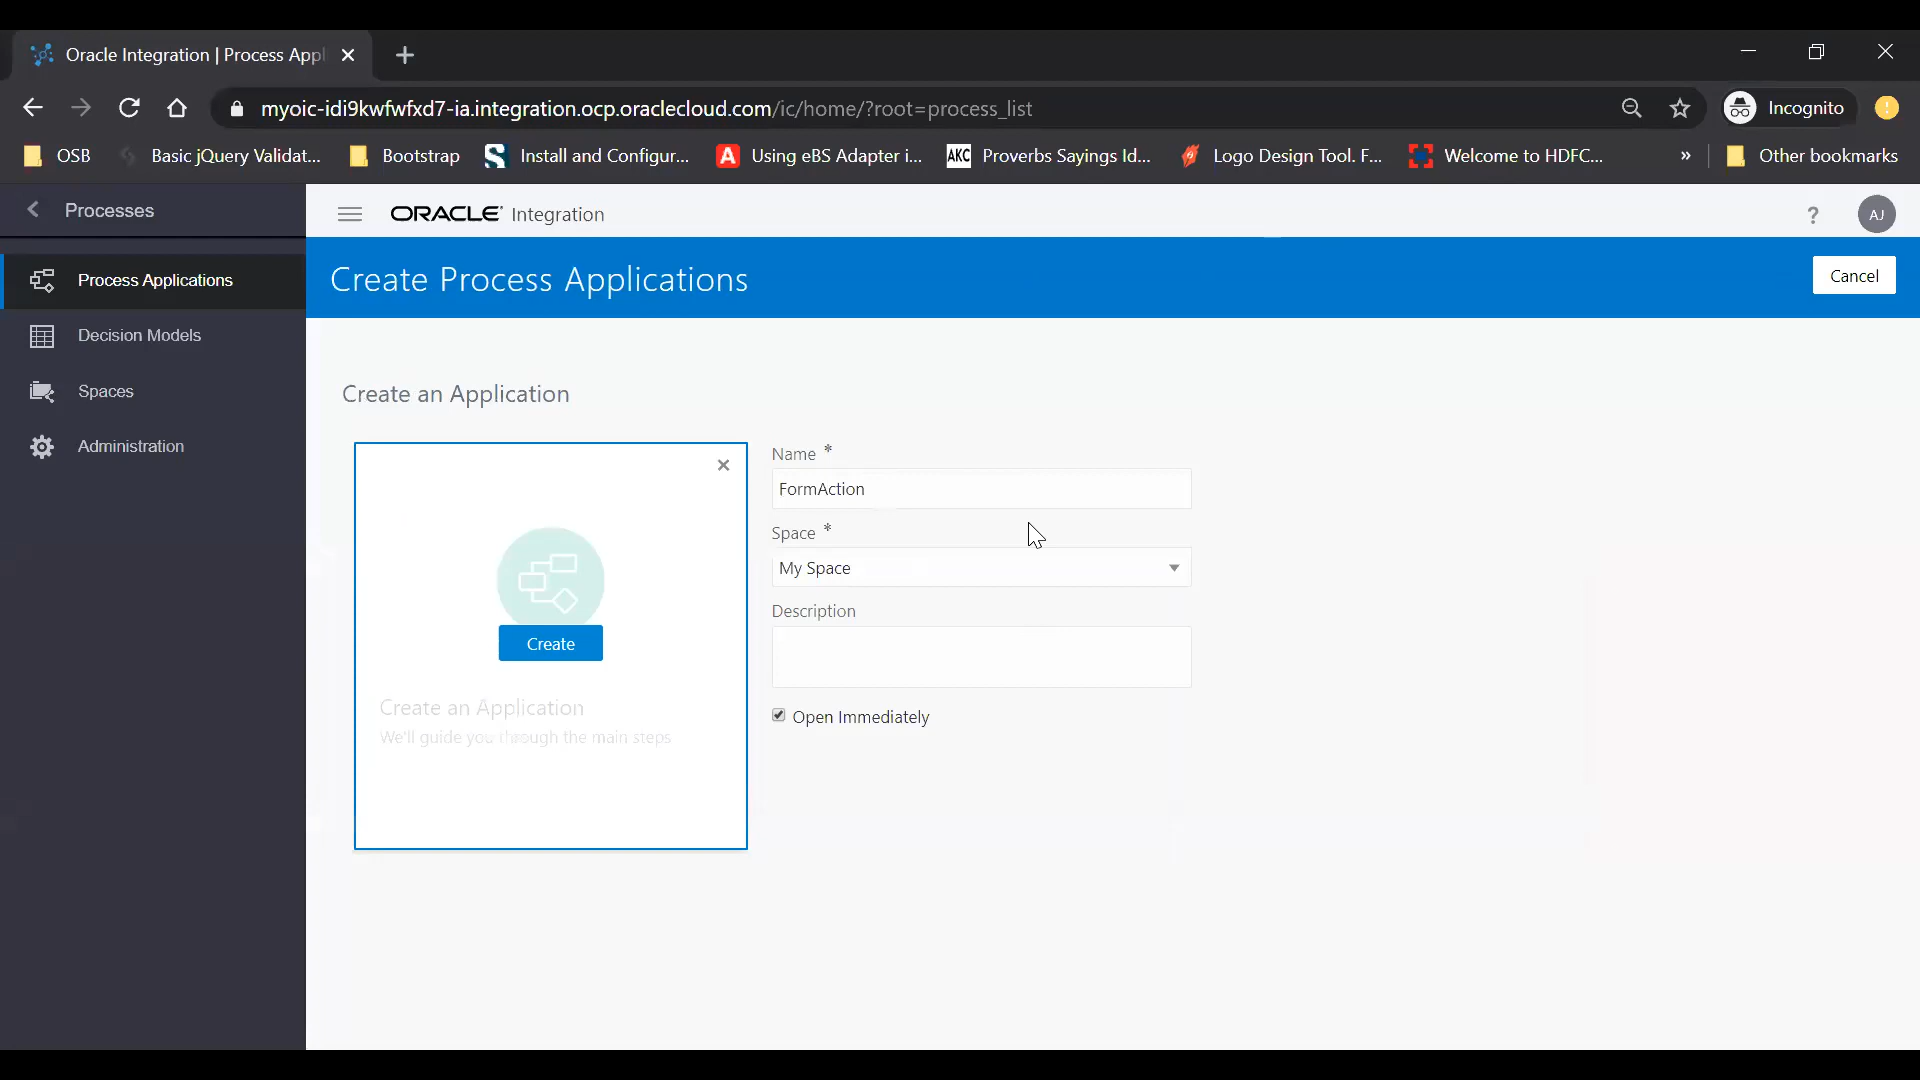 Oracle Integration | Process Appl
myoic-idi9kwfwfxd7-ia.integration.ocp.oraclecloud.com/ic/home/?root=process_list
Incognito
OSB
Basic jQuery Validat...
Bootstrap
Install and Configur...
Using eBS Adapter i...
AKC
Proverbs Sayings Id...
Logo Design Tool. F...
Welcome to HDFC...
»
Other bookmarks
Processes
ORACLE Integration
?
AJ
Process Applications
Create Process Applications
Cancel
Decision Models
Spaces
Administration
Create an Application
Name *
FormAction
Space *
My Space
Description
Create
Create an Application
We'll guide you through the main steps
Open Immediately